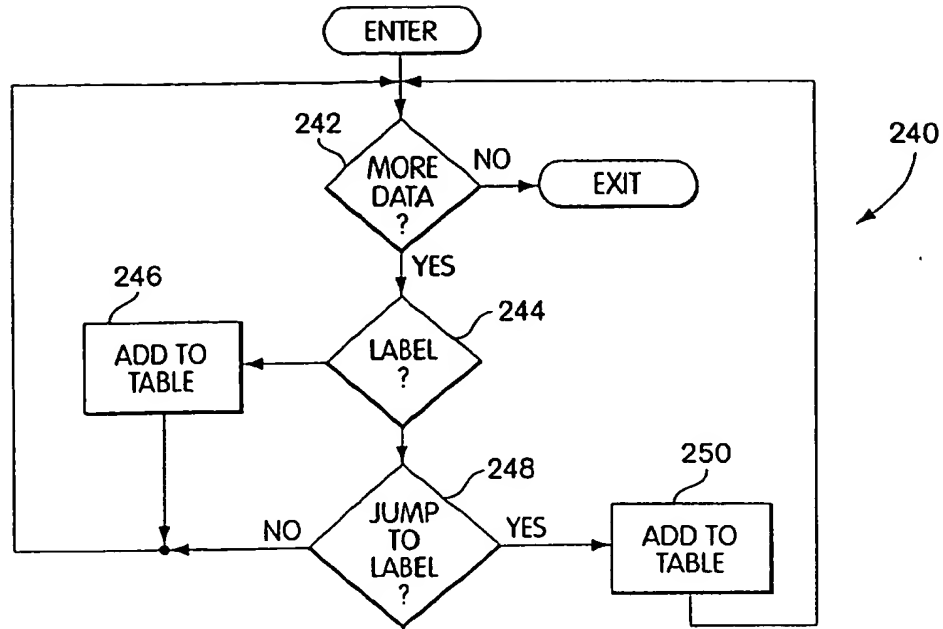 ENTER
242
240
MORE
DATA
?
NO
EXIT
YES
246
244
ADD TO
TABLE
LABEL
?
248
250
NO
JUMP
TO
LABEL
?
YES
ADD TO
TABLE